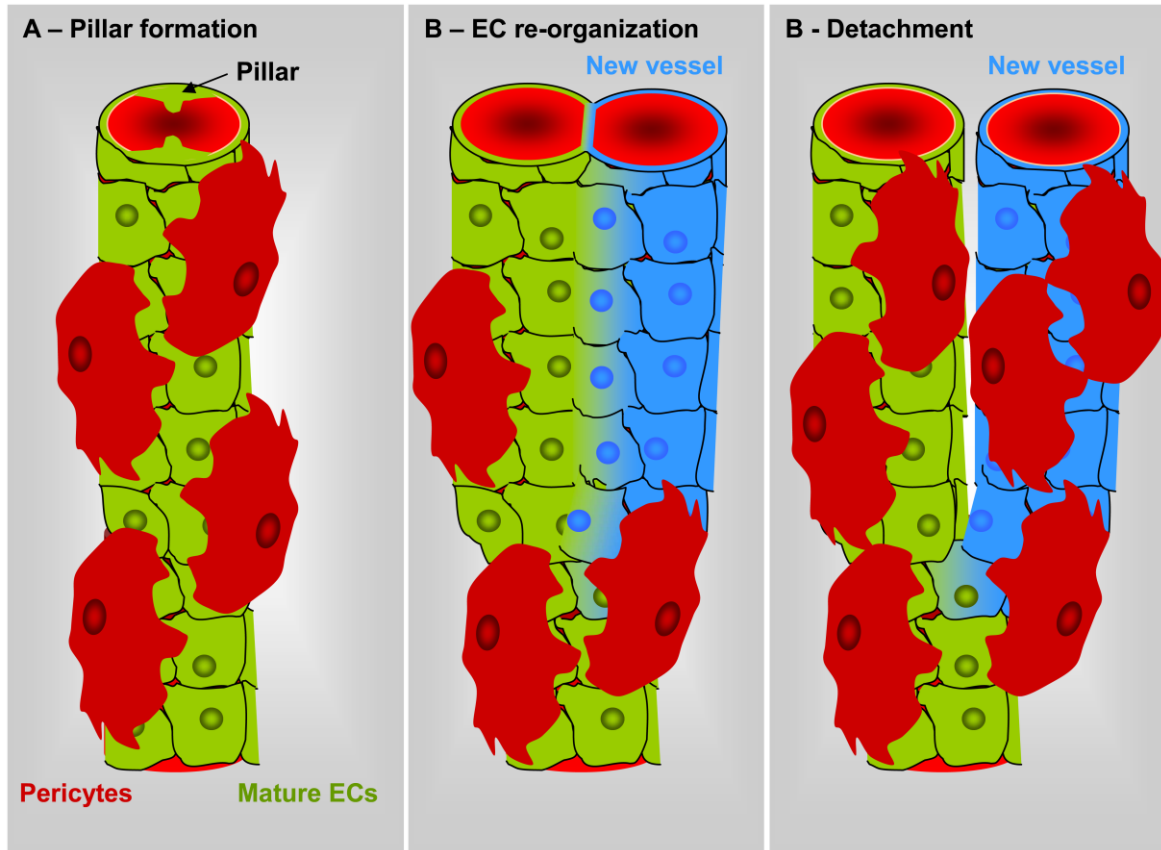 A – Pillar formation
Pillar
Pericytes
Mature ECs
B – EC re-organization
New vessel
B - Detachment
New vessel